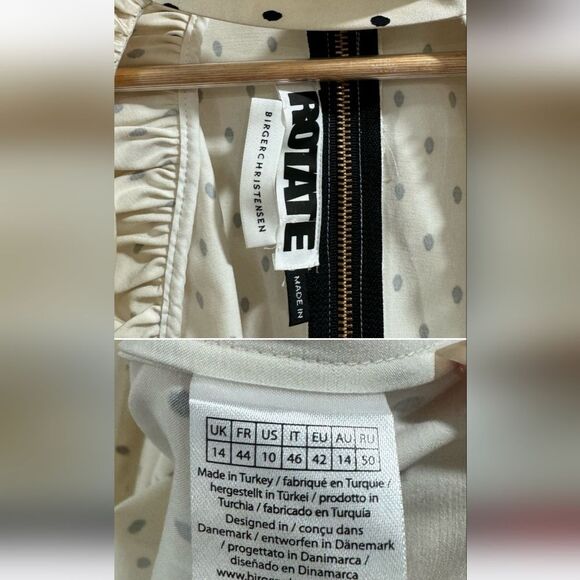 ROTATE
BIRGERCHRISTENSEN
MADE IN
UK FR US IT EU AU RU
14 44 10 46 42 14 50
Made in Turkey / fabriqué en Turquie /
hergestellt in Türkei / prodotto in
Turchia / fabricado en Turquía
Designed in / conçu dans
Danemark / entworfen in Dänemark
/ progettato in Danimarca /
diseñado en Dinamarca